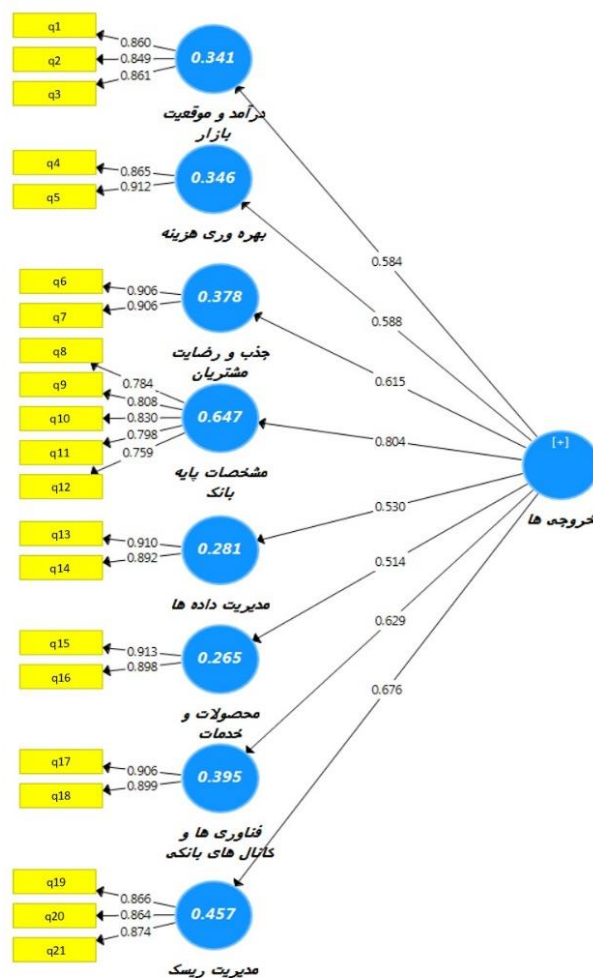 q1
q2
q3
0.860
0.849
0.861
0.341
درآمد و موقعیت
بازار
q4
q5
0.865
0.912
0.346
بهره وری هزینه
q6
q7
0.906
0.906
0.378
جذب و رضایت
مشتریان
q8
q9
q10
q11
q12
0.784
0.808
0.830
0.798
0.759
0.647
مشخصات پایه
بانک
q13
q14
0.910
0.892
0.281
مدیریت داده ها
q15
q16
0.913
0.898
0.265
محصولات و
خدمات
q17
q18
0.906
0.899
0.395
فناوری ها و
کانال های بانکی
q19
q20
q21
0.866
0.864
0.874
0.457
مدیریت ریسک
0.584
0.588
0.615
0.804
0.530
0.514
0.629
0.676
[+]
خروجی ها